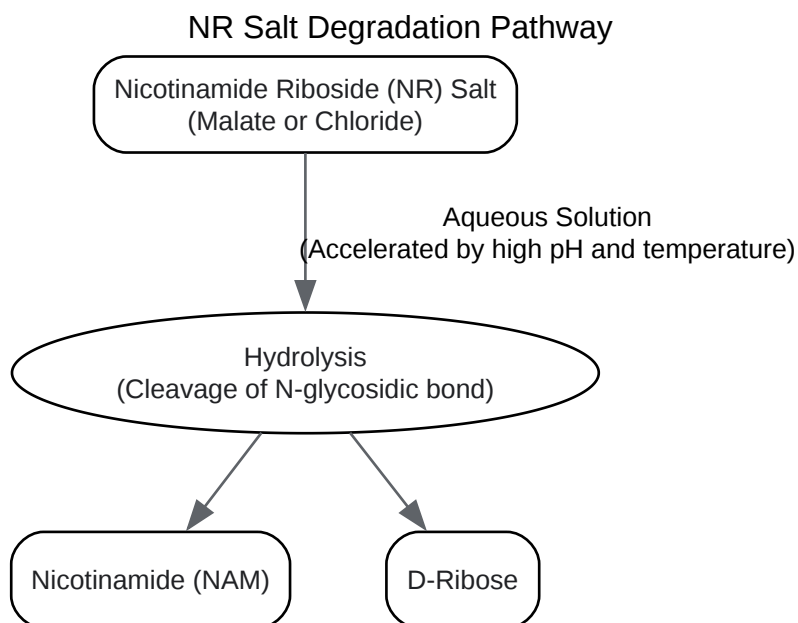 NR Salt Degradation Pathway
Nicotinamide Riboside (NR) Salt
(Malate or Chloride)
Aqueous Solution
(Accelerated by high pH and temperature)
Hydrolysis
(Cleavage of N-glycosidic bond)
Nicotinamide (NAM)
D-Ribose